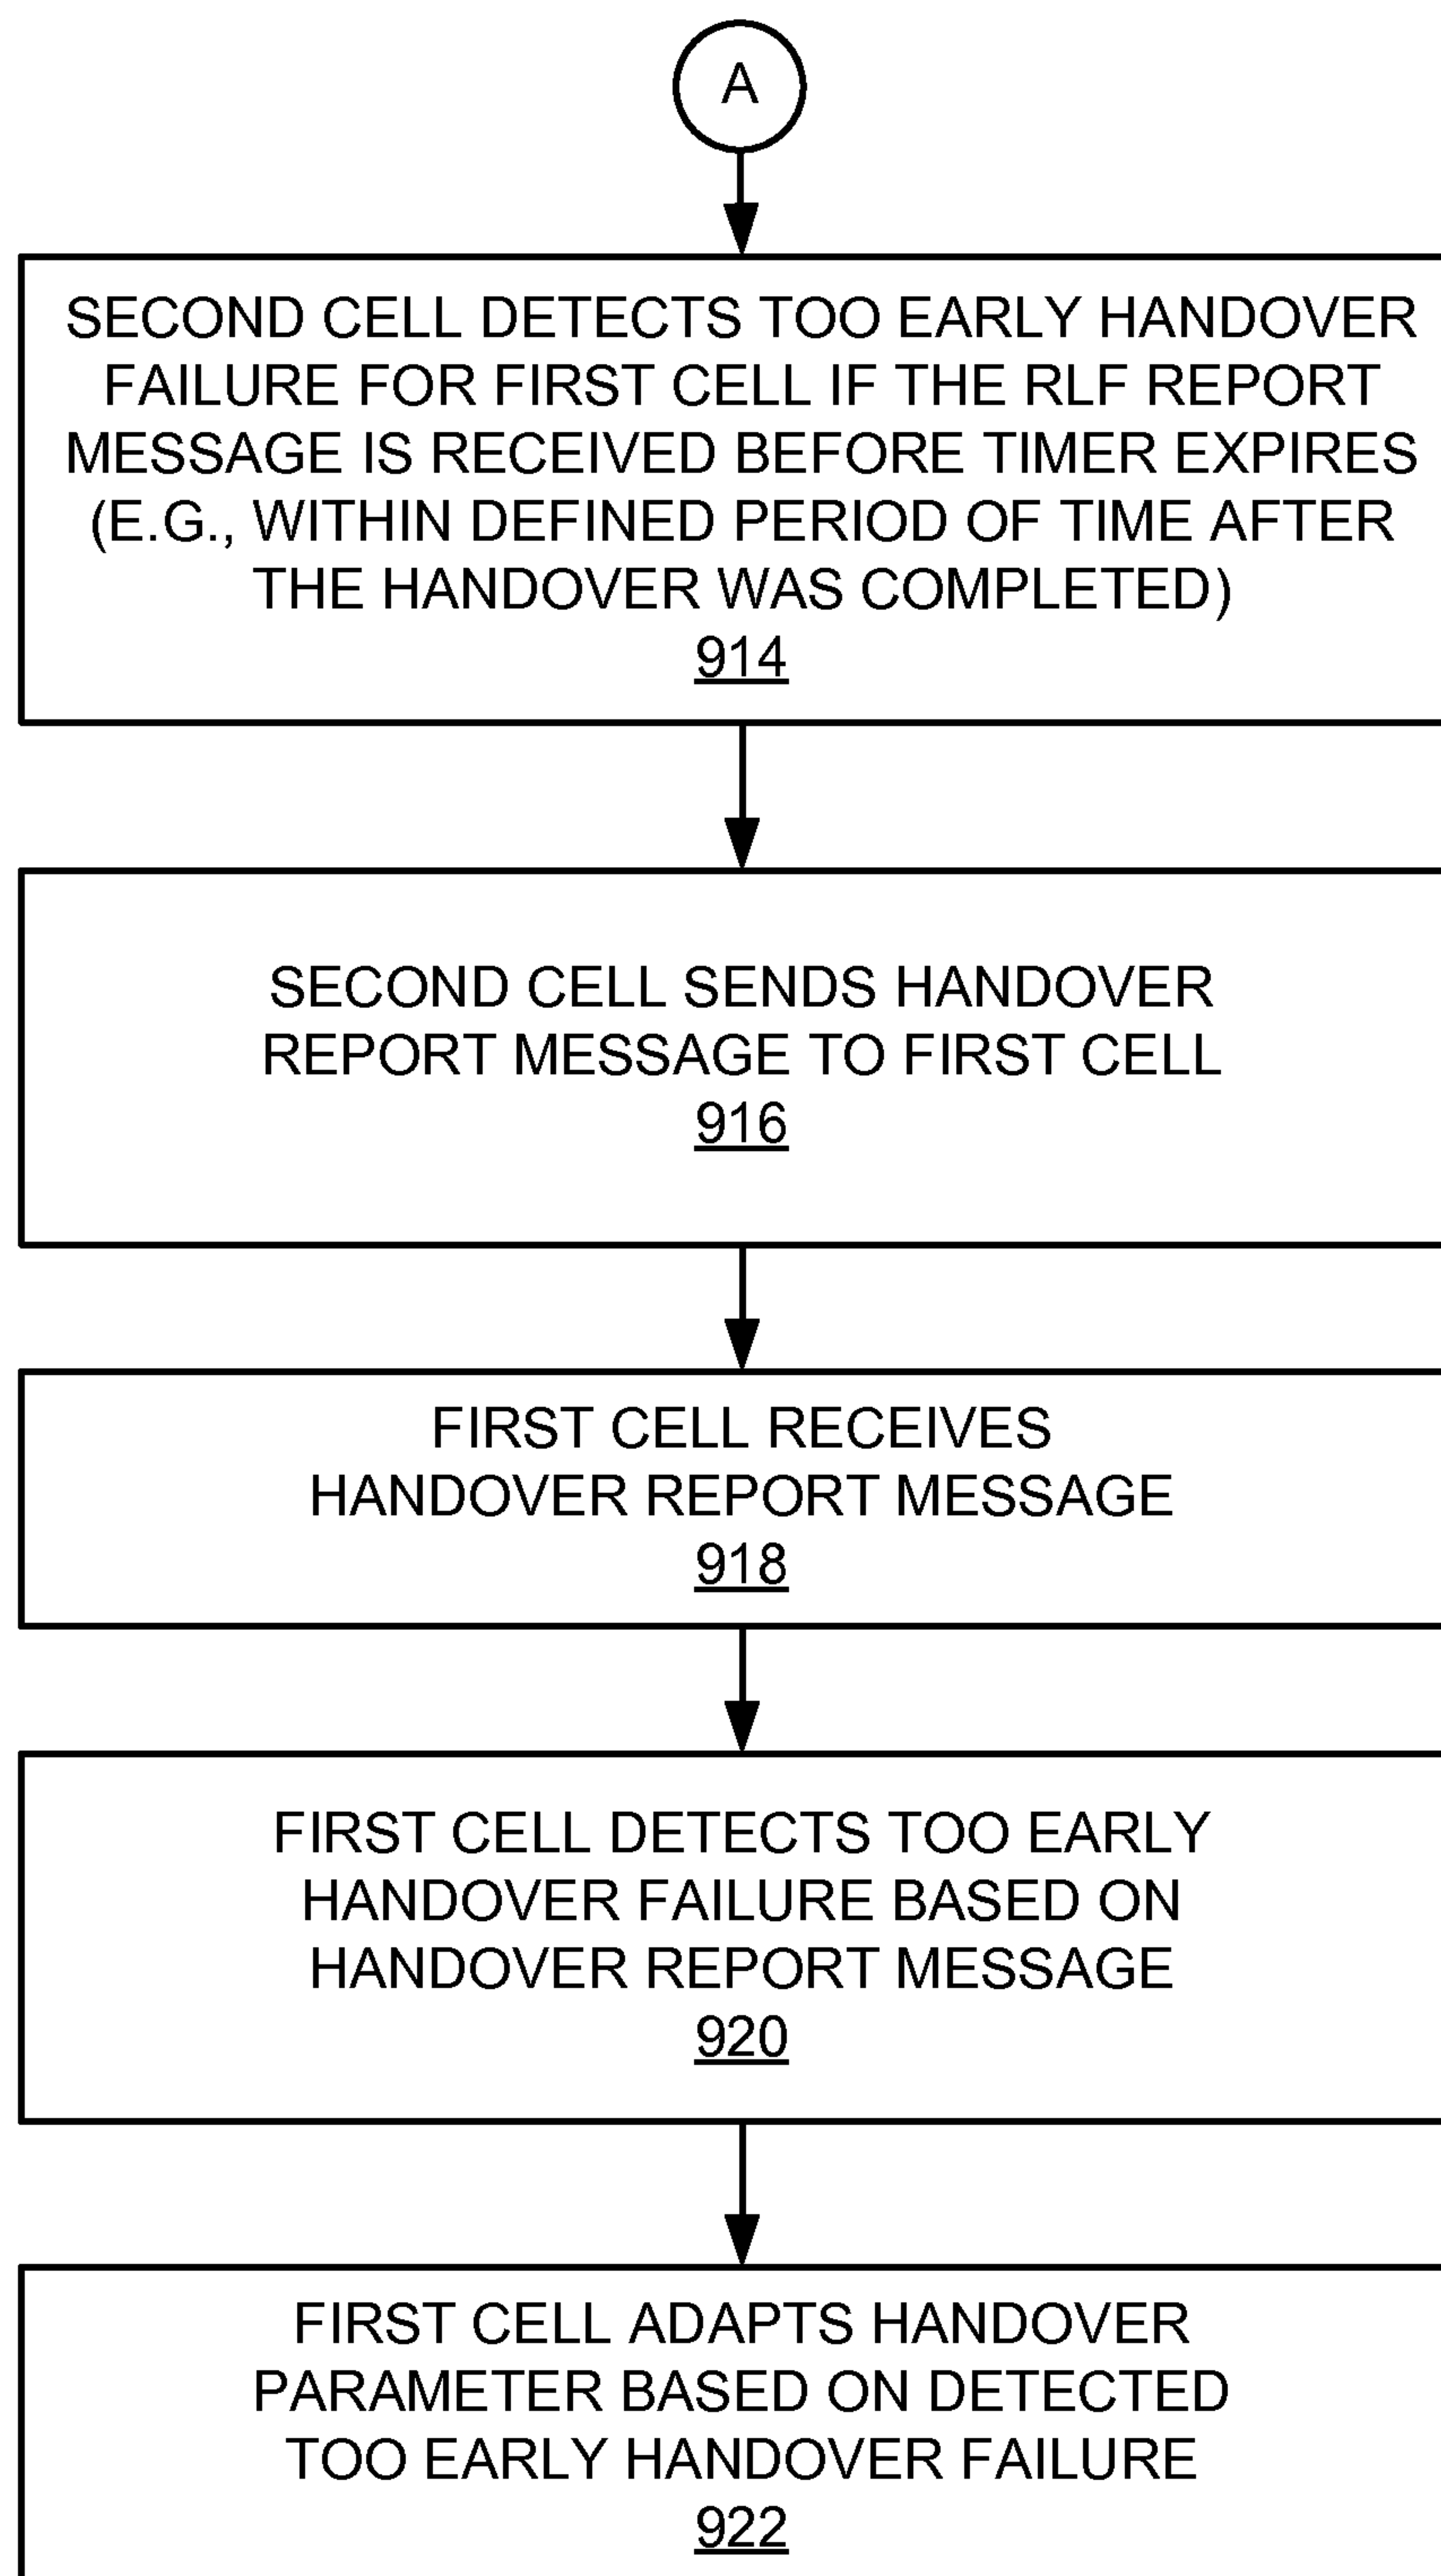 A
SECOND CELL DETECTS TOO EARLY HANDOVER
FAILURE FOR FIRST CELL IF THE RLF REPORT
MESSAGE IS RECEIVED BEFORE TIMER EXPIRES
(E.G., WITHIN DEFINED PERIOD OF TIME AFTER
THE HANDOVER WAS COMPLETED)
914
SECOND CELL SENDS HANDOVER
REPORT MESSAGE TO FIRST CELL
916
FIRST CELL RECEIVES
HANDOVER REPORT MESSAGE
918
FIRST CELL DETECTS TOO EARLY
HANDOVER FAILURE BASED ON
HANDOVER REPORT MESSAGE
920
FIRST CELL ADAPTS HANDOVER
PARAMETER BASED ON DETECTED
TOO EARLY HANDOVER FAILURE
922